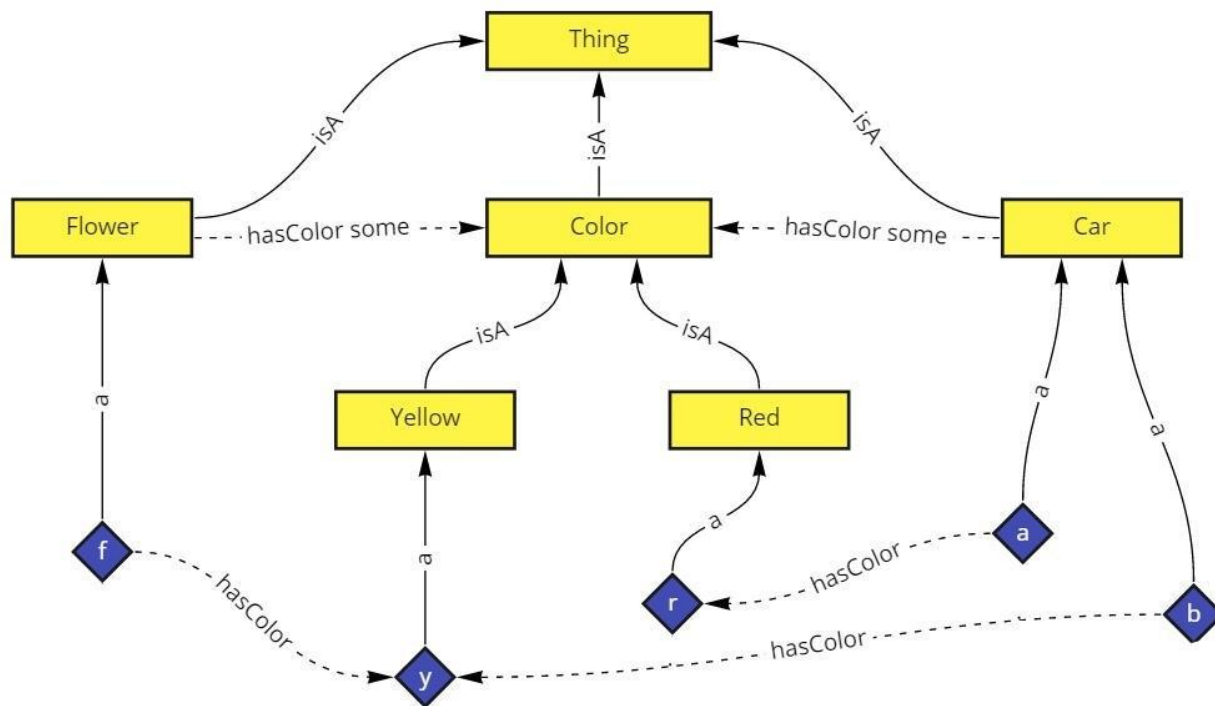 Thing
isA
isA
isA
Flower
hasColor some
Color
hasColor some
Car
isA
isA
a
Yellow
Red
a
a
a
a
f
hasColor
r
hasColor
a
b
hasColor
y